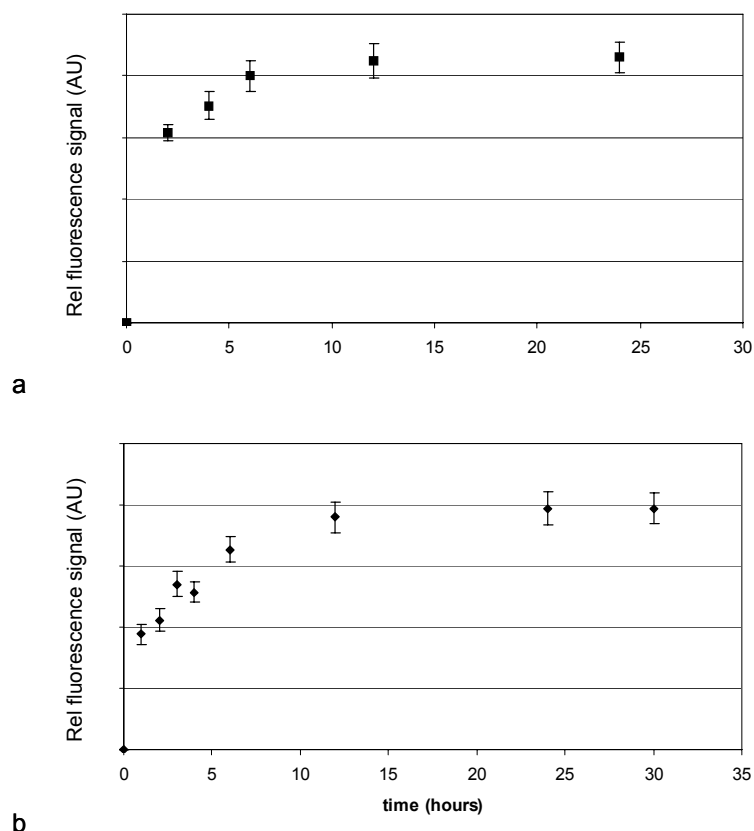 Rel fluorescence signal (AU)
0 5 10 15 20 25 30
a
Rel fluorescence signal (AU)
0 5 10 15 20 25 30 35
time (hours)
b